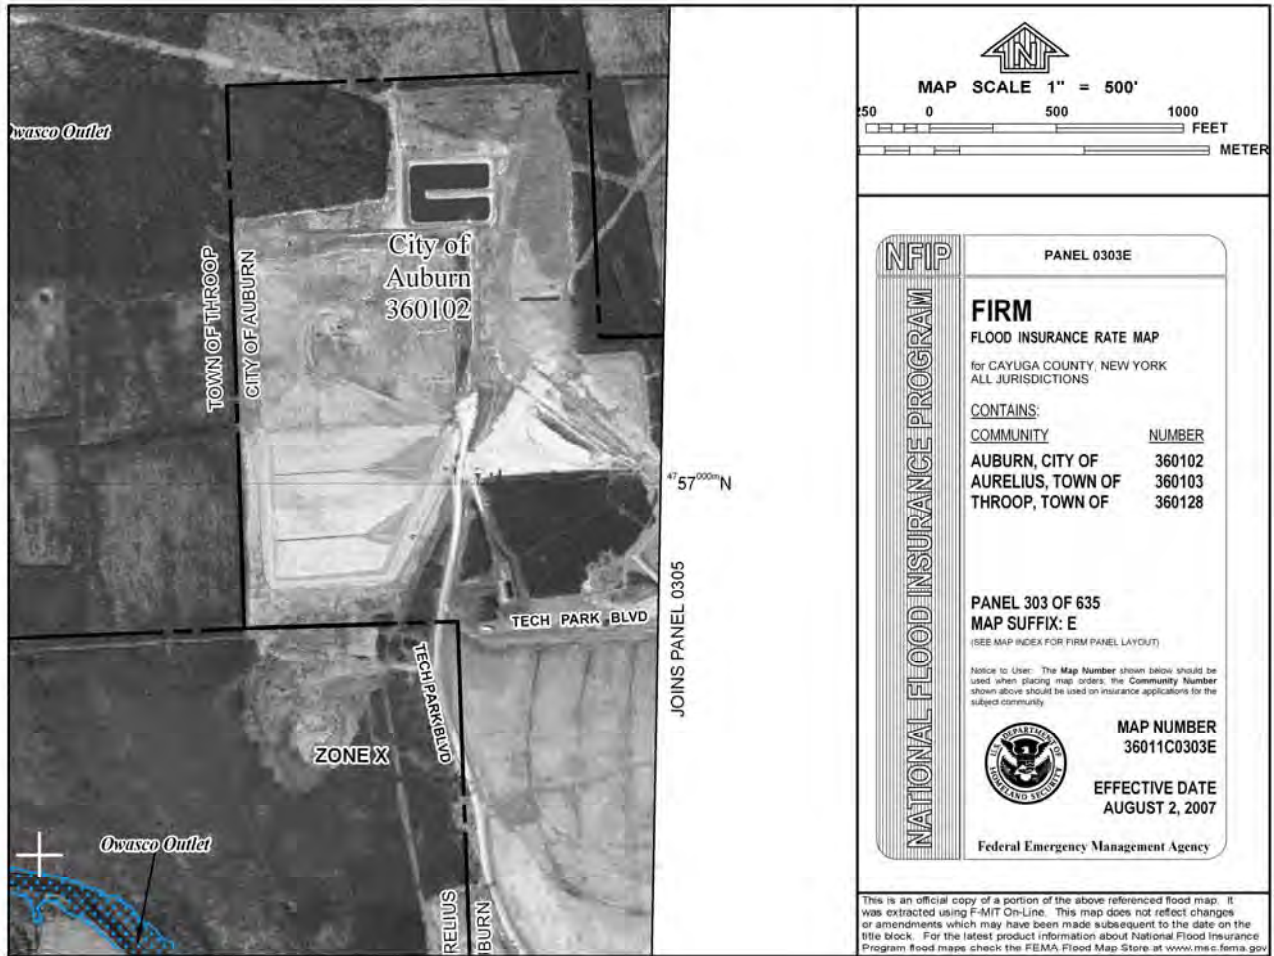 wasco Outlet
TOWN OF THROOP
CITY OF AUBURN
City of
Auburn
360102
4757000mN
JOINS PANEL 0305
TECH PARK BLVD
TECH PARK BLVD
ZONE X
Owasco Outlet
RELIUS
BURN
N
MAP SCALE 1" = 500'
250 0 500 1000
FEET
METER
NFIP
NATIONAL FLOOD INSURANCE PROGRAM
PANEL 0303E
FIRM
FLOOD INSURANCE RATE MAP
for CAYUGA COUNTY, NEW YORK
ALL JURISDICTIONS
CONTAINS:
COMMUNITY NUMBER
AUBURN, CITY OF 360102
AURELIUS, TOWN OF 360103
THROOP, TOWN OF 360128
PANEL 303 OF 635
MAP SUFFIX: E
(SEE MAP INDEX FOR FIRM PANEL LAYOUT)
Notice to User: The Map Number shown below should be
used when placing map orders; the Community Number
shown above should be used on insurance applications for the
subject community.
U.S. DEPARTMENT OF
HOMELAND SECURITY
MAP NUMBER
36011C0303E
EFFECTIVE DATE
AUGUST 2, 2007
Federal Emergency Management Agency
This is an official copy of a portion of the above referenced flood map. It
was extracted using F-MIT On-Line. This map does not reflect changes
or amendments which may have been made subsequent to the date on the
title block. For the latest product information about National Flood Insurance
Program flood maps check the FEMA Flood Map Store at www.msc.fema.gov